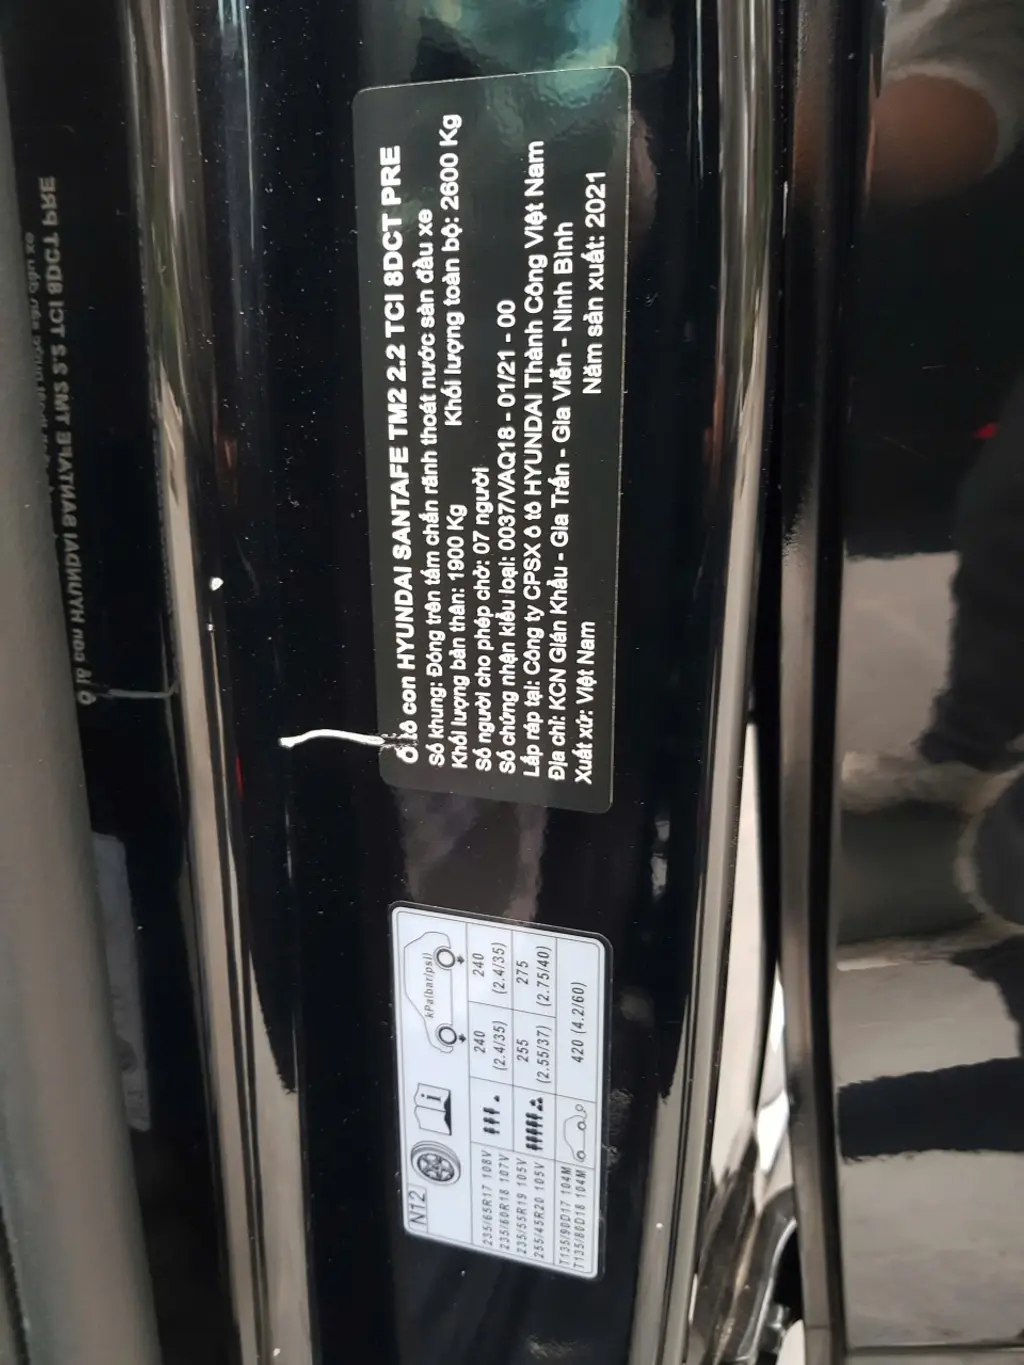 Ô tô con HYUNDAI SANTAFE TM2 2.2 TCI 8DCT PRE
Số khung: Đóng trên tấm chắn rãnh thoát nước sàn đầu xe
Khối lượng bản thân: 1900 Kg Khối lượng toàn bộ: 2600 Kg
Số người cho phép chở: 07 người
Số chứng nhận kiểu loại: 0037/VAQ18 - 01/21 - 00
Lắp ráp tại: Công ty CPSX ô tô HYUNDAI Thành Công Việt Nam
Địa chỉ: KCN Gián Khẩu - Gia Trấn - Gia Viễn - Ninh Bình
Xuất xứ: Việt Nam Năm sản xuất: 2021
N12
i
kPa(bar/psi)
235/65R17 108V
235/60R18 107V
235/55R19 105V
255/45R20 105V
240 (2.4/35) 240 (2.4/35)
255 (2.55/37) 275 (2.75/40)
T135/90D17 104M
T135/80D18 104M
420 (4.2/60)